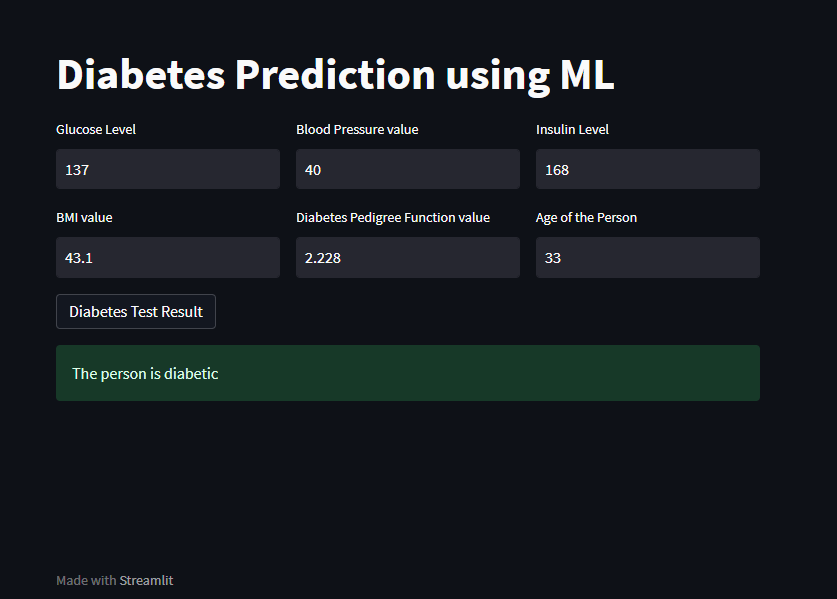 Diabetes Prediction using ML
Glucose Level Blood Pressure value Insulin Level
137 40 168
BMI value Diabetes Pedigree Function value Age of the Person
43.1 2.228 33
Diabetes Test Result
The person is diabetic
Made with Streamlit